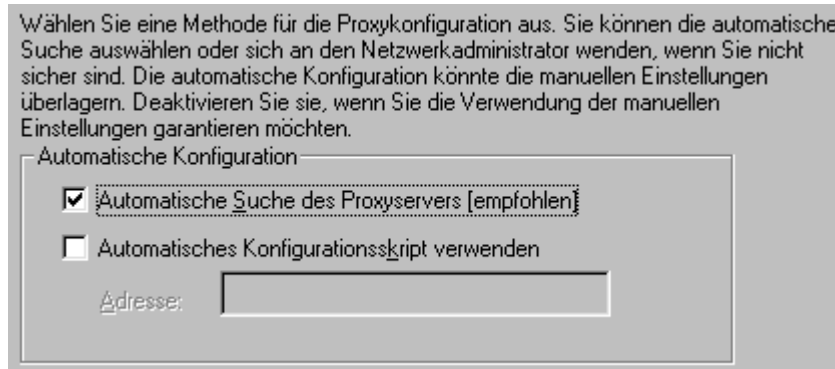 Wählen Sie eine Methode für die Proxykonfiguration aus. Sie können die automatische
Suche auswählen oder sich an den Netzwerkadministrator wenden, wenn Sie nicht
sicher sind. Die automatische Konfiguration könnte die manuellen Einstellungen
überlagern. Deaktivieren Sie sie, wenn Sie die Verwendung der manuellen
Einstellungen garantieren möchten.
Automatische Konfiguration
Automatische Suche des Proxyservers [empfohlen]
Automatisches Konfigurationsskript verwenden
Adresse: